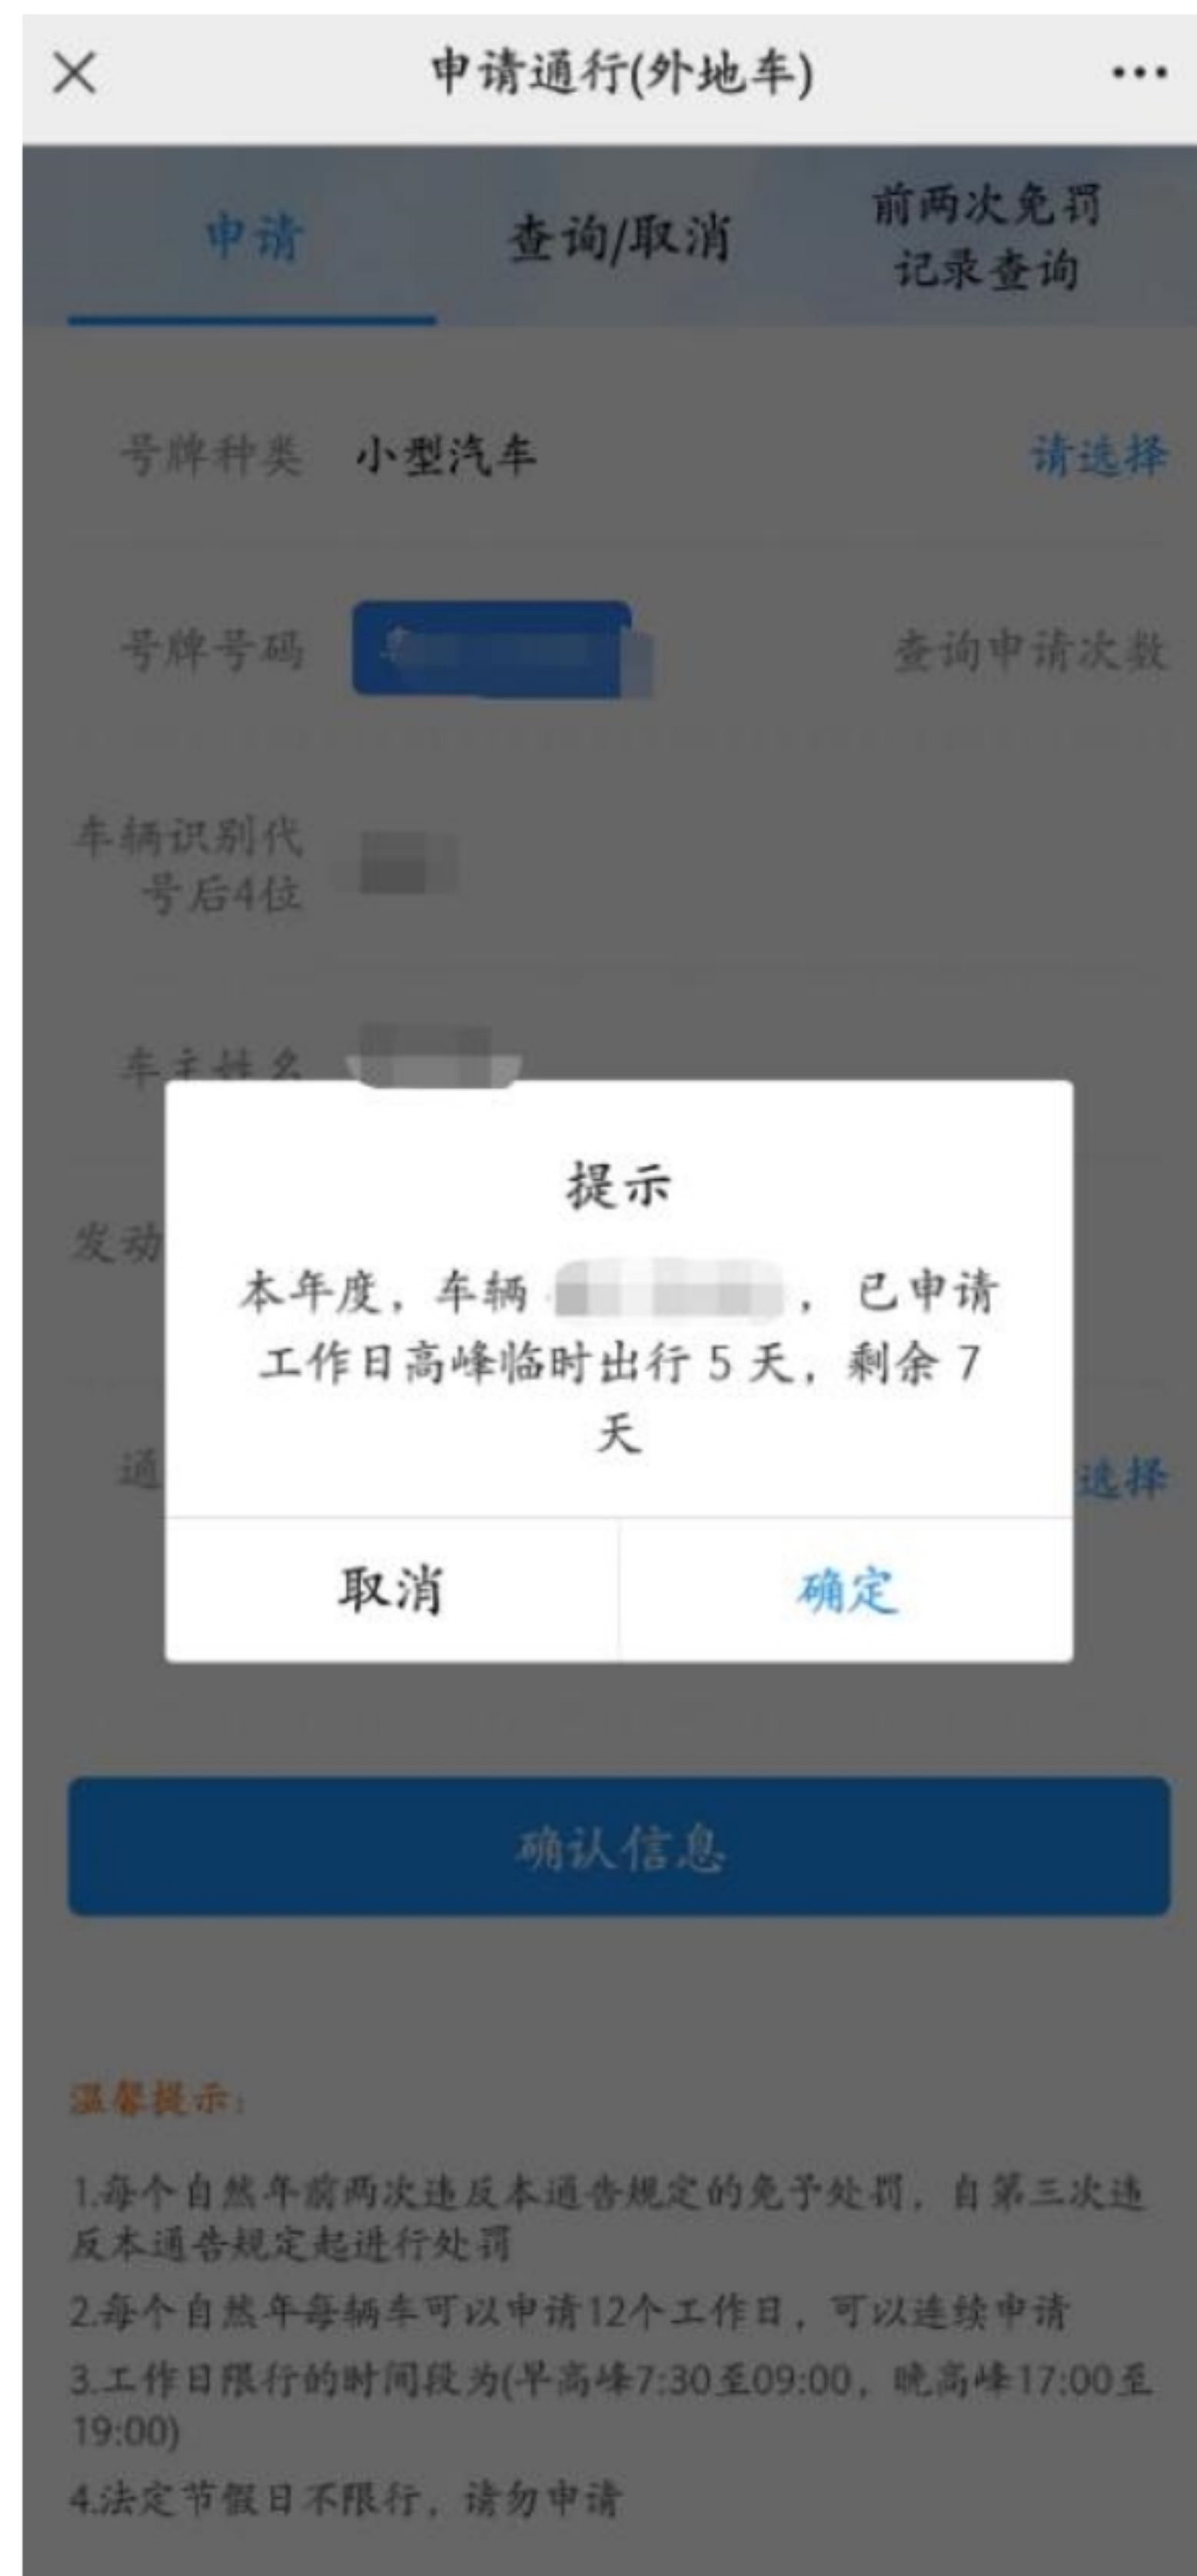 申请通行(外地车)
申请
查询/取消
前两次免罚
记录查询
号牌种类 小型汽车 请选择
号牌号码 查询申请次数
车辆识别代
号后4位
车主姓名
提示
发动
本年度，车辆 ，已申请
工作日高峰临时出行 5 天，剩余 7
天
通 选择
取消 确定
确认信息
温馨提示：
1.每个自然年前两次违反本通告规定的免予处罚，自第三次违
反本通告规定起进行处罚
2.每个自然年每辆车可以申请12个工作日，可以连续申请
3.工作日限行的时间段为(早高峰7:30至09:00，晚高峰17:00至
19:00)
4.法定节假日不限行，请勿申请